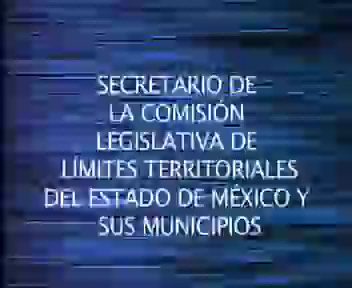 SECRETARIO DE
LA COMISIÓN
LEGISLATIVA DE
LÍMITES TERRITORIALES
DEL ESTADO DE MÉXICO Y
SUS MUNICIPIOS